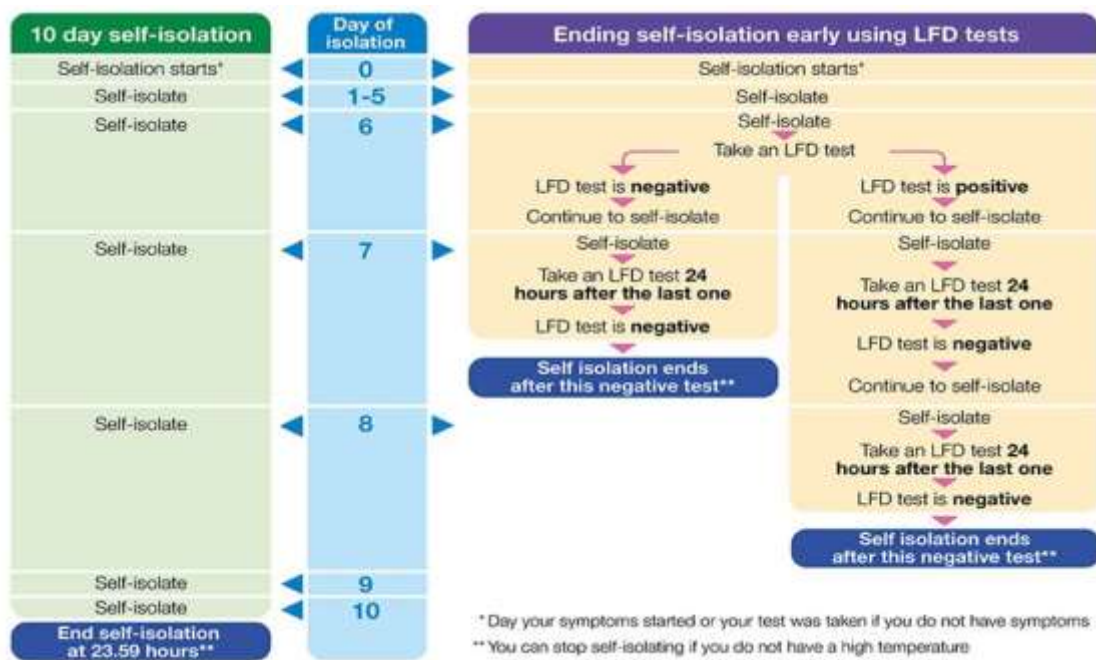 10 day self-isolation
Day of
isolation
Ending self-isolation early using LFD tests
Self-isolation starts*
0
Self-isolation starts*
Self-isolate
1-5
Self-isolate
Self-isolate
6
Self-isolate
Take an LFD test
LFD test is negative
LFD test is positive
Continue to self-isolate
Continue to self-isolate
Self-isolate
7
Self-isolate
Self-isolate
Take an LFD test 24
hours after the last one
Take an LFD test 24
hours after the last one
LFD test is negative
LFD test is negative
Self isolation ends
after this negative test**
Continue to self-isolate
Self-isolate
8
Self-isolate
Take an LFD test 24
hours after the last one
LFD test is negative
Self isolation ends
after this negative test**
Self-isolate
9
Self-isolate
10
End self-isolation
at 23.59 hours**
* Day your symptoms started or your test was taken if you do not have symptoms
** You can stop self-isolating if you do not have a high temperature